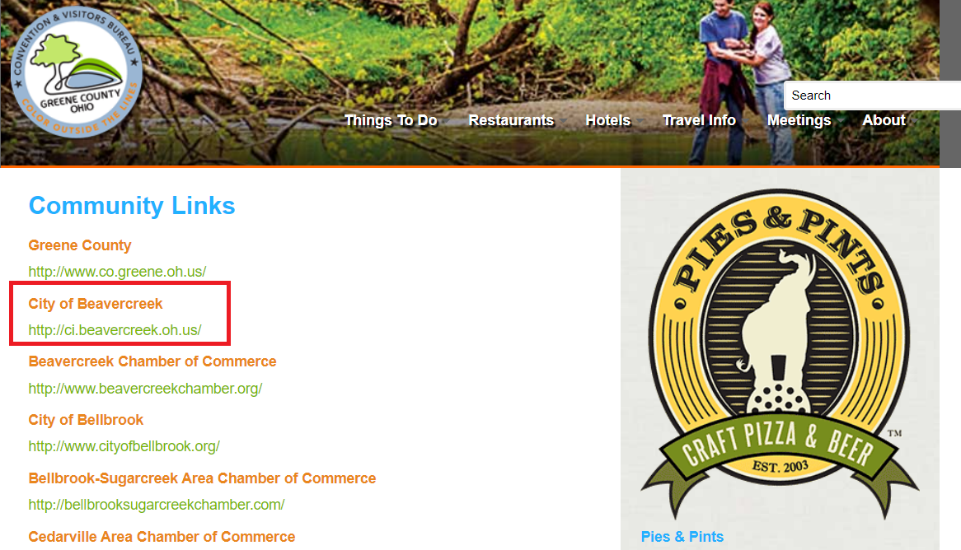 CONVENTION & VISITORS BUREAU
GREENE COUNTY
OHIO
COLOR OUTSIDE THE LINES
Search
Things To Do Restaurants Hotels Travel Info Meetings About
Community Links
Greene County
http://www.co.greene.oh.us/
City of Beavercreek
http://ci.beavercreek.oh.us/
Beavercreek Chamber of Commerce
http://www.beavercreekchamber.org/
City of Bellbrook
http://www.cityofbellbrook.org/
Bellbrook-Sugarcreek Area Chamber of Commerce
http://bellbrooksugarcreekchamber.com/
Cedarville Area Chamber of Commerce
PIES & PINTS
CRAFT PIZZA & BEER
TM
EST. 2003
Pies & Pints